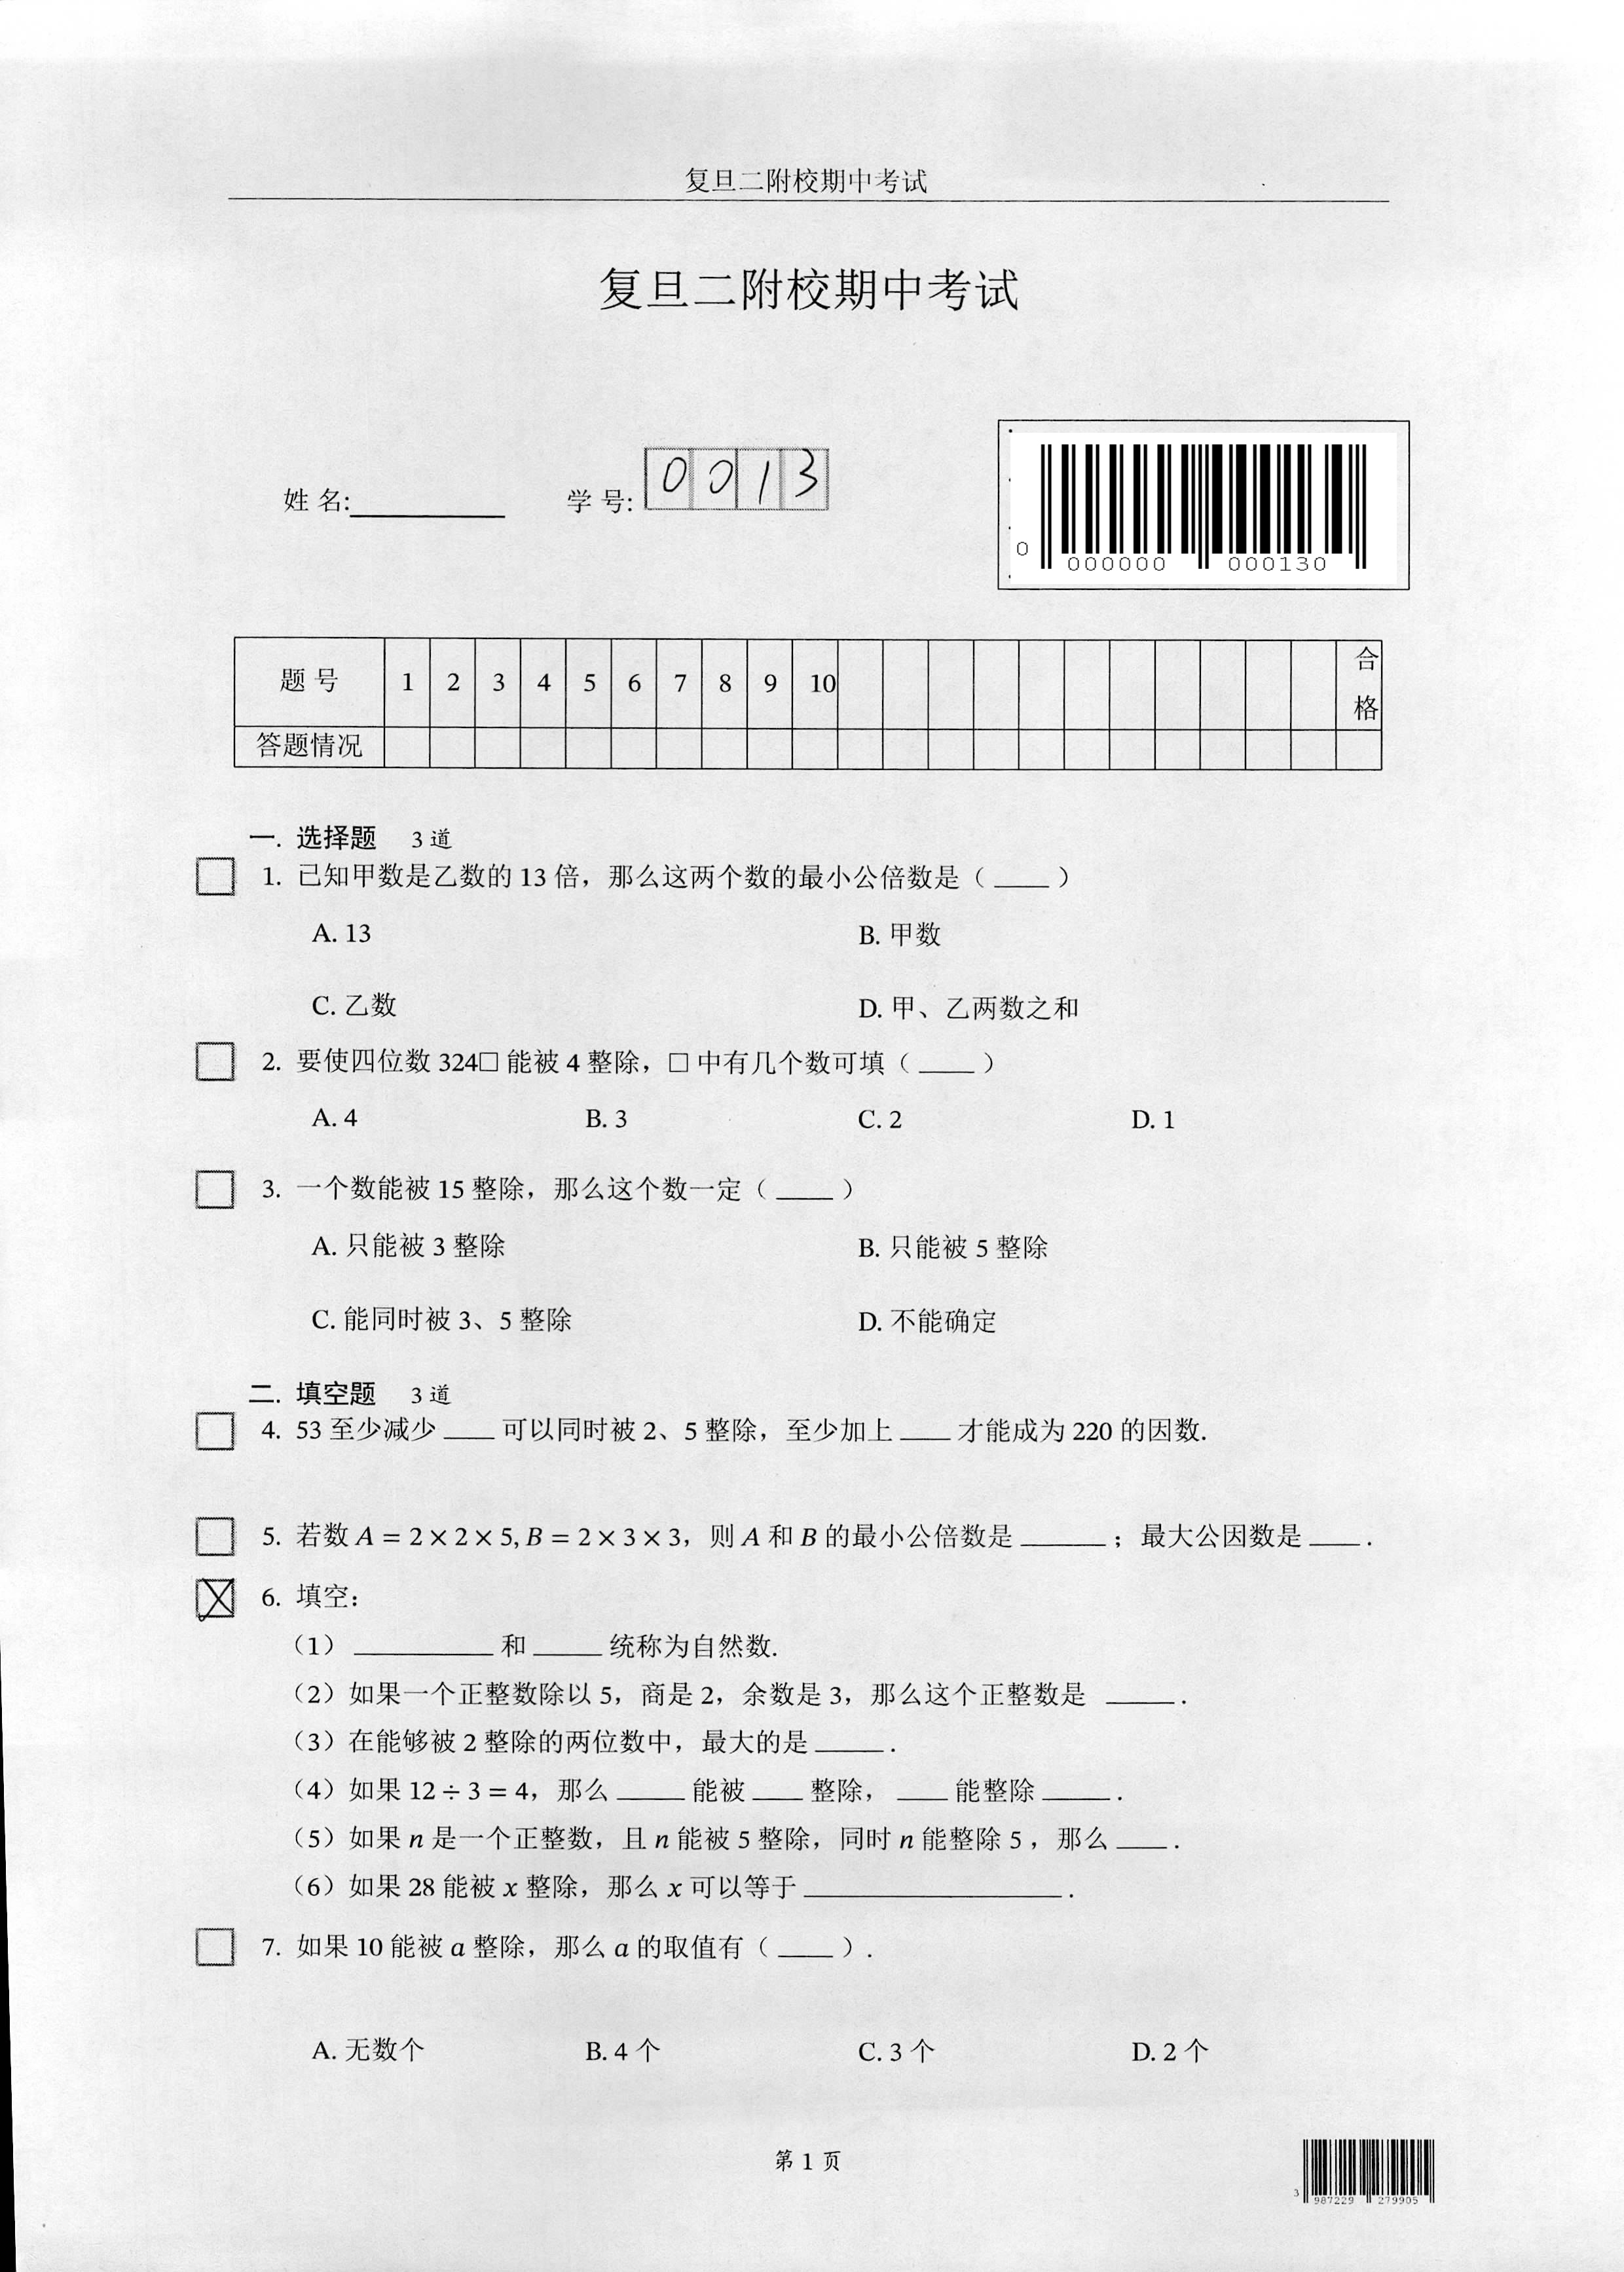 复旦二附校期中考试
复旦二附校期中考试
姓 名:__________ 学 号: 0013
0 000000 000130
题 号 1 2 3 4 5 6 7 8 9 10 合格
答题情况
一. 选择题 3 道
1. 已知甲数是乙数的 13 倍，那么这两个数的最小公倍数是（ ____ ）
A. 13 B. 甲数
C. 乙数 D. 甲、乙两数之和
2. 要使四位数 324□ 能被 4 整除，□ 中有几个数可填（ ____ ）
A. 4 B. 3 C. 2 D. 1
3. 一个数能被 15 整除，那么这个数一定（ ____ ）
A. 只能被 3 整除 B. 只能被 5 整除
C. 能同时被 3、5 整除 D. 不能确定
二. 填空题 3 道
4. 53 至少减少 ____ 可以同时被 2、5 整除，至少加上 ____ 才能成为 220 的因数.
5. 若数 A = 2 × 2 × 5, B = 2 × 3 × 3，则 A 和 B 的最小公倍数是 ______ ；最大公因数是 ____ .
6. 填空：
（1）__________ 和 _____ 统称为自然数.
（2）如果一个正整数除以 5，商是 2，余数是 3，那么这个正整数是 _____ .
（3）在能够被 2 整除的两位数中，最大的是 _____ .
（4）如果 12 ÷ 3 = 4，那么 _____ 能被 ____ 整除， ____ 能整除 _____ .
（5）如果 n 是一个正整数，且 n 能被 5 整除，同时 n 能整除 5 ，那么 ____ .
（6）如果 28 能被 x 整除，那么 x 可以等于 __________________ .
7. 如果 10 能被 a 整除，那么 a 的取值有（ ____ ）.
A. 无数个 B. 4 个 C. 3 个 D. 2 个
第 1 页
3 987229 279905